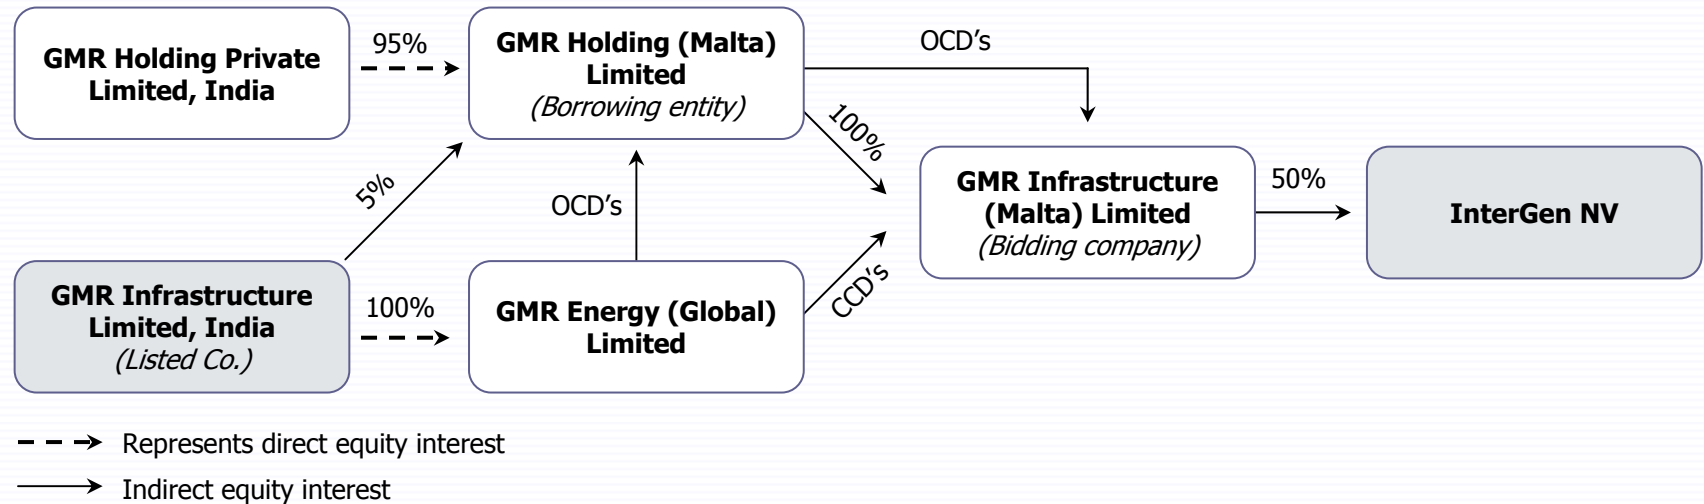 GMR Holding Private
Limited, India
95%
GMR Holding (Malta)
Limited
(Borrowing entity)
OCD's
100%
5%
OCD's
GMR Infrastructure
(Malta) Limited
(Bidding company)
50%
InterGen NV
GMR Infrastructure
Limited, India
(Listed Co.)
100%
GMR Energy (Global)
Limited
CCD's
Represents direct equity interest
Indirect equity interest